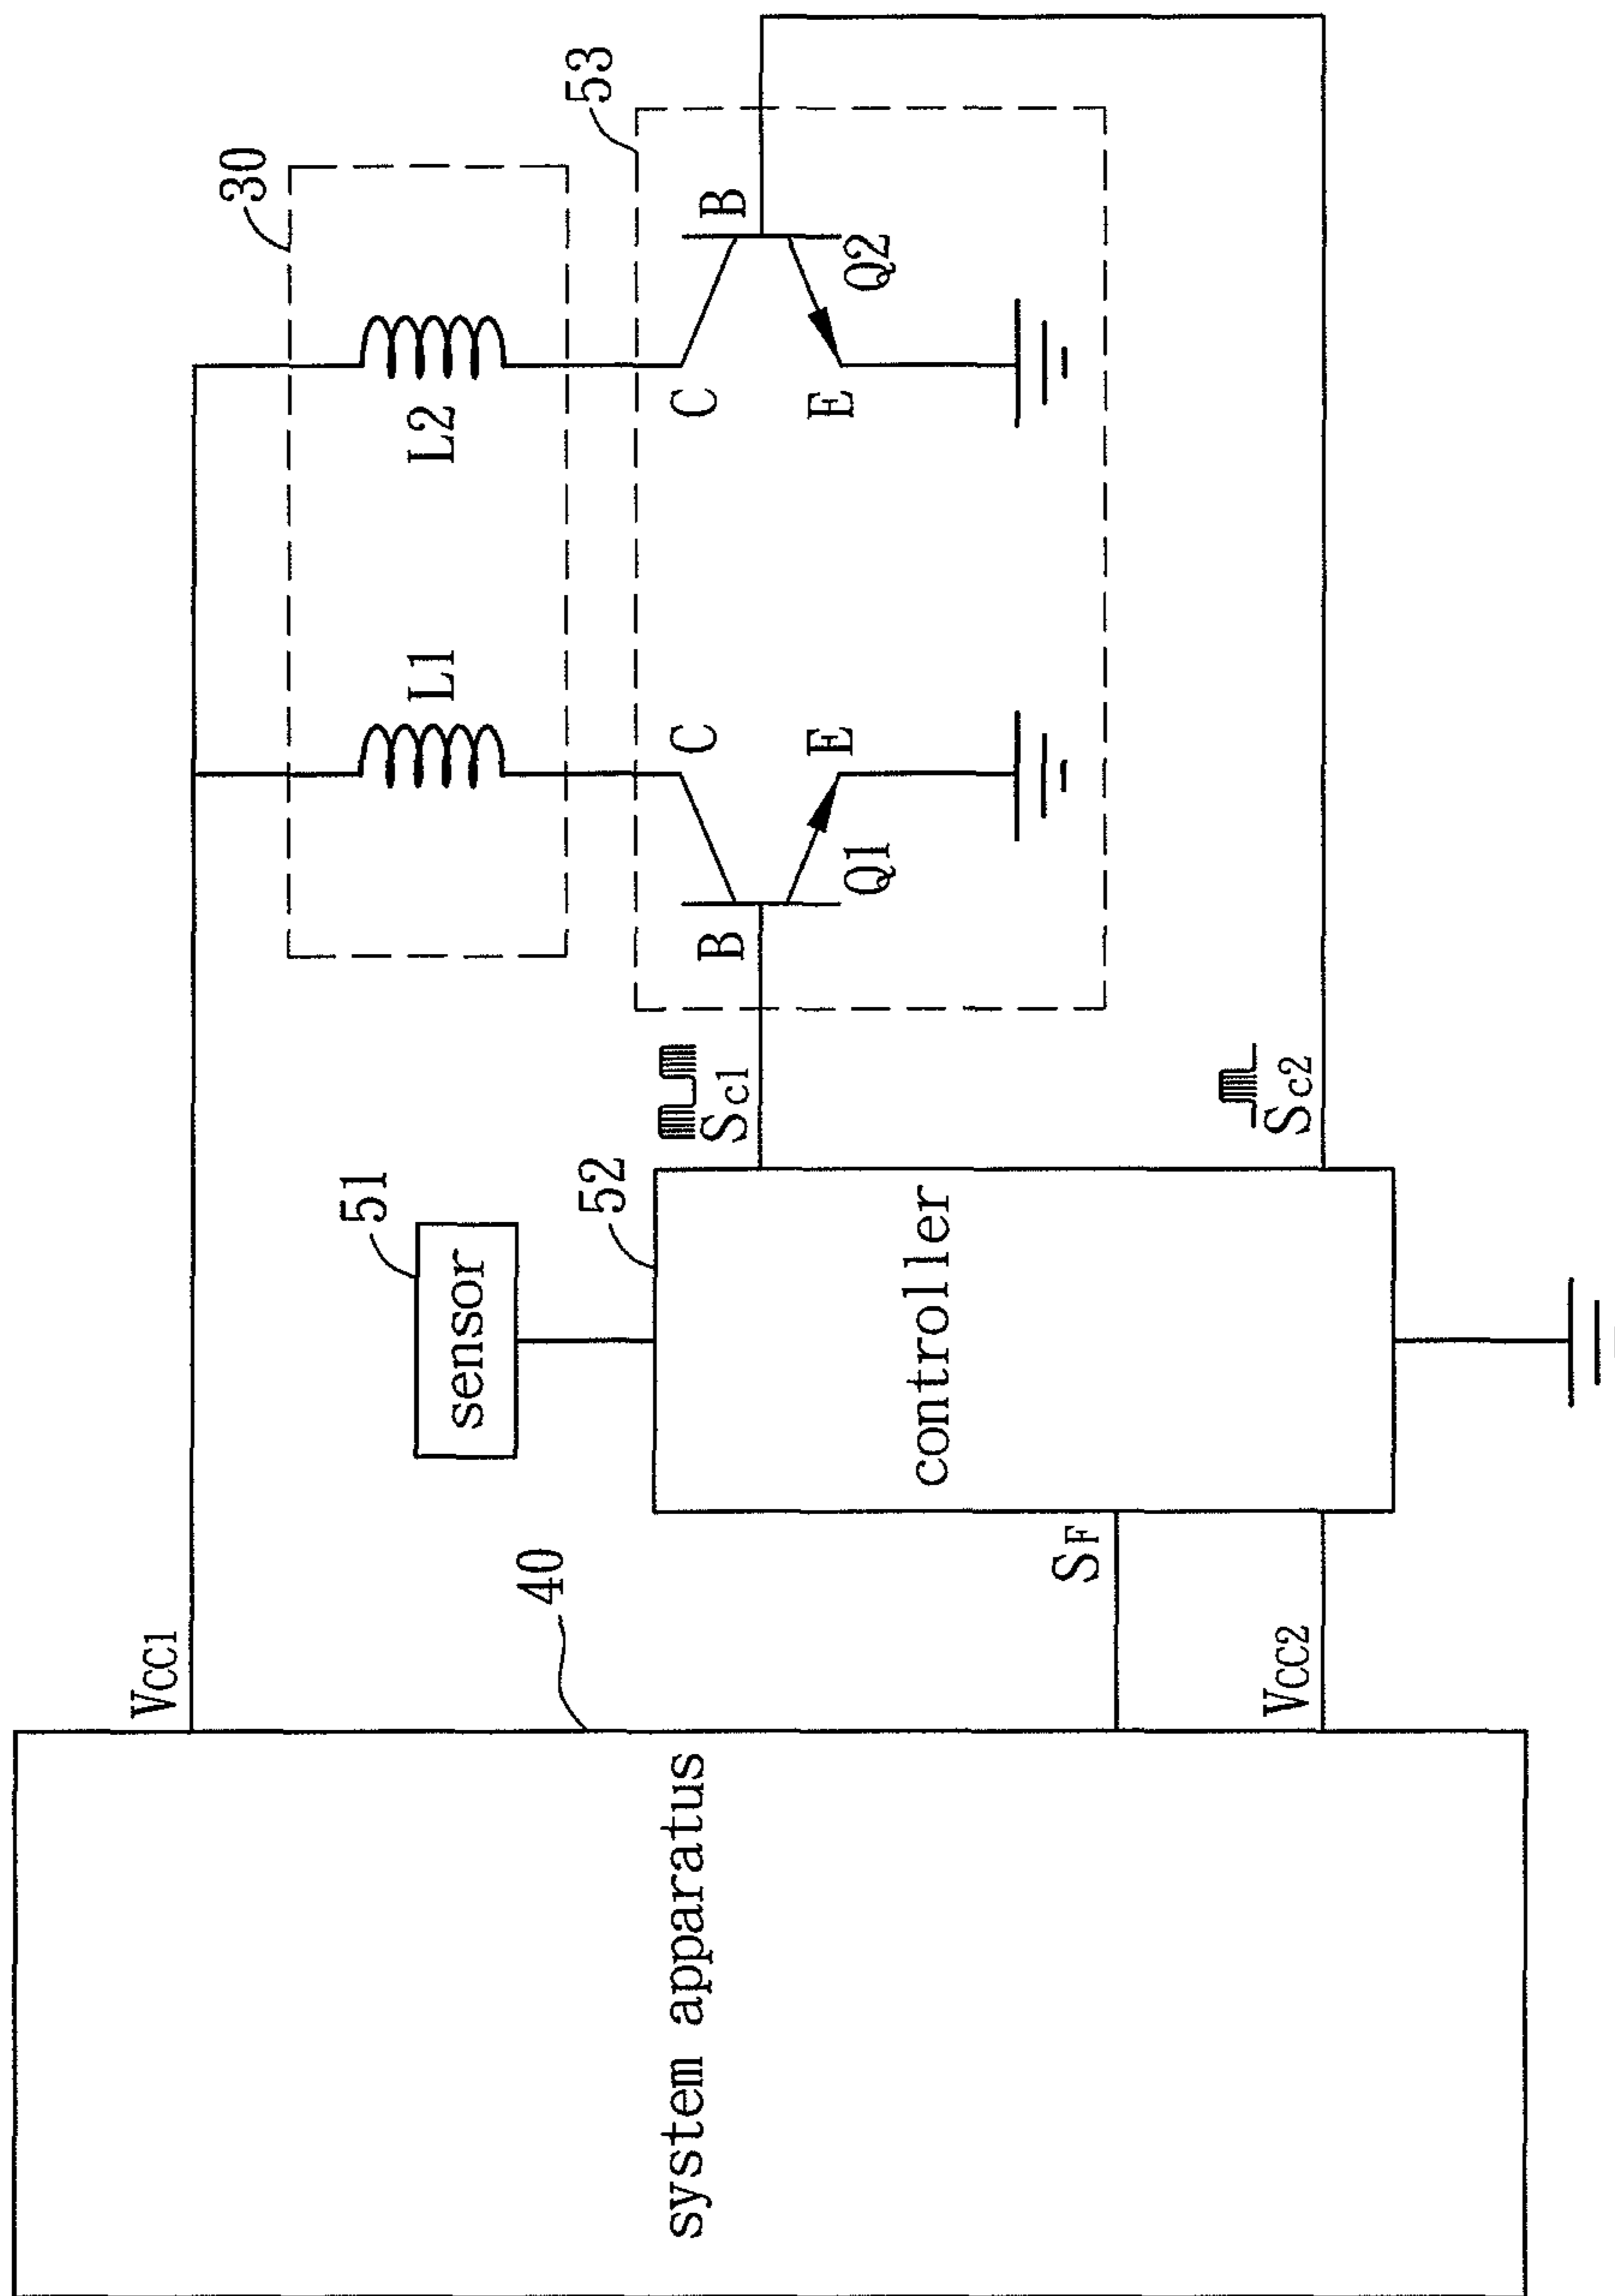 system apparatus
40
VCC1
SF
VCC2
sensor
51
controller
52
Sc1
Sc2
30
L1
L2
53
B
C
E
Q1
B
C
E
Q2